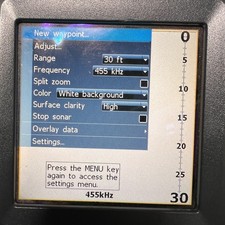 New waypoint...
Adjust...
Range 30 ft
Frequency 455 kHz
Split zoom
Color White background
Surface clarity High
Stop sonar
Overlay data
Settings...
Press the MENU key
again to access the
settings menu.
455kHz
0
5
10
15
20
25
30